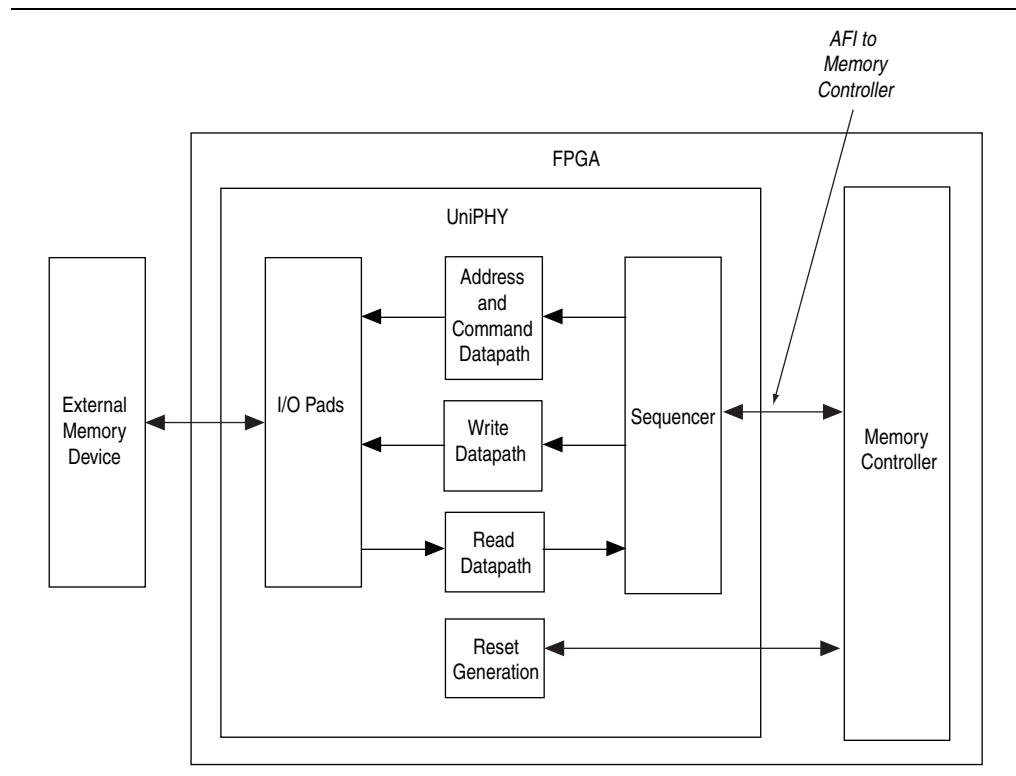 AFI to
Memory
Controller
FPGA
UniPHY
Address
and
Command
Datapath
External
Memory
Device
I/O Pads
Write
Datapath
Sequencer
Memory
Controller
Read
Datapath
Reset
Generation